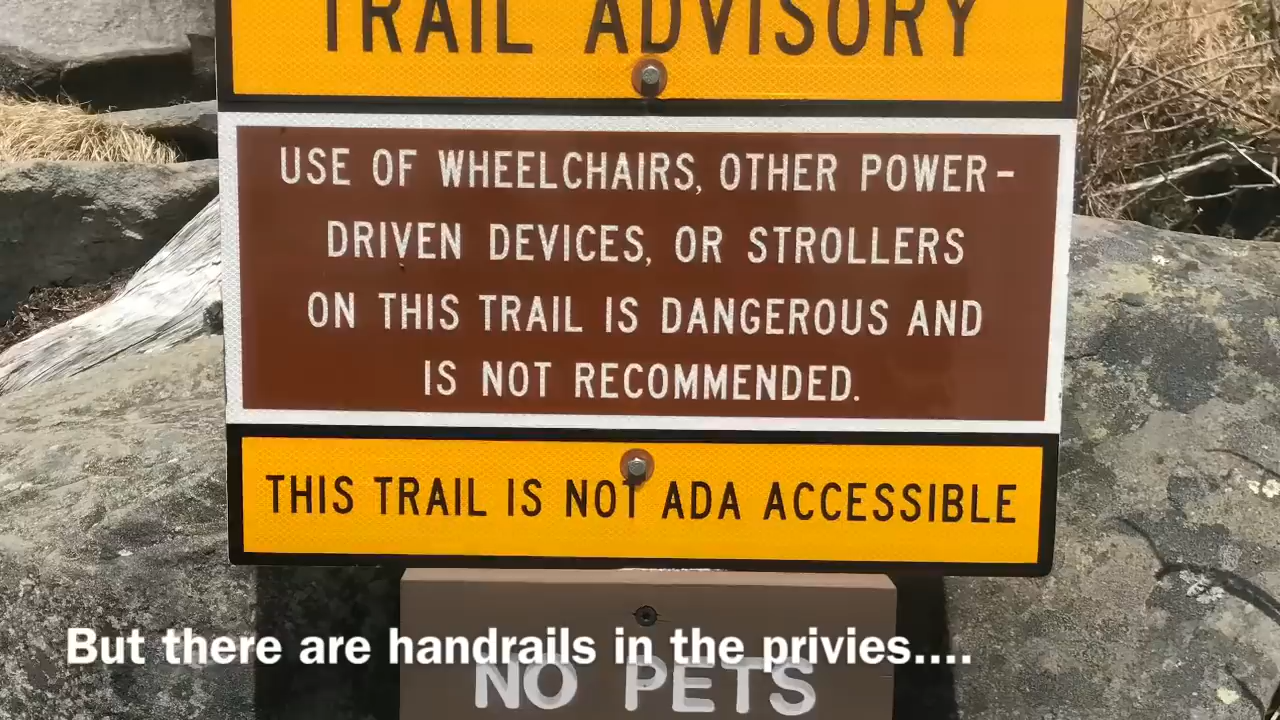 TRAIL ADVISORY
USE OF WHEELCHAIRS, OTHER POWER-
DRIVEN DEVICES, OR STROLLERS
ON THIS TRAIL IS DANGEROUS AND
IS NOT RECOMMENDED.
THIS TRAIL IS NOT ADA ACCESSIBLE
But there are handrails in the privies....
NO PETS